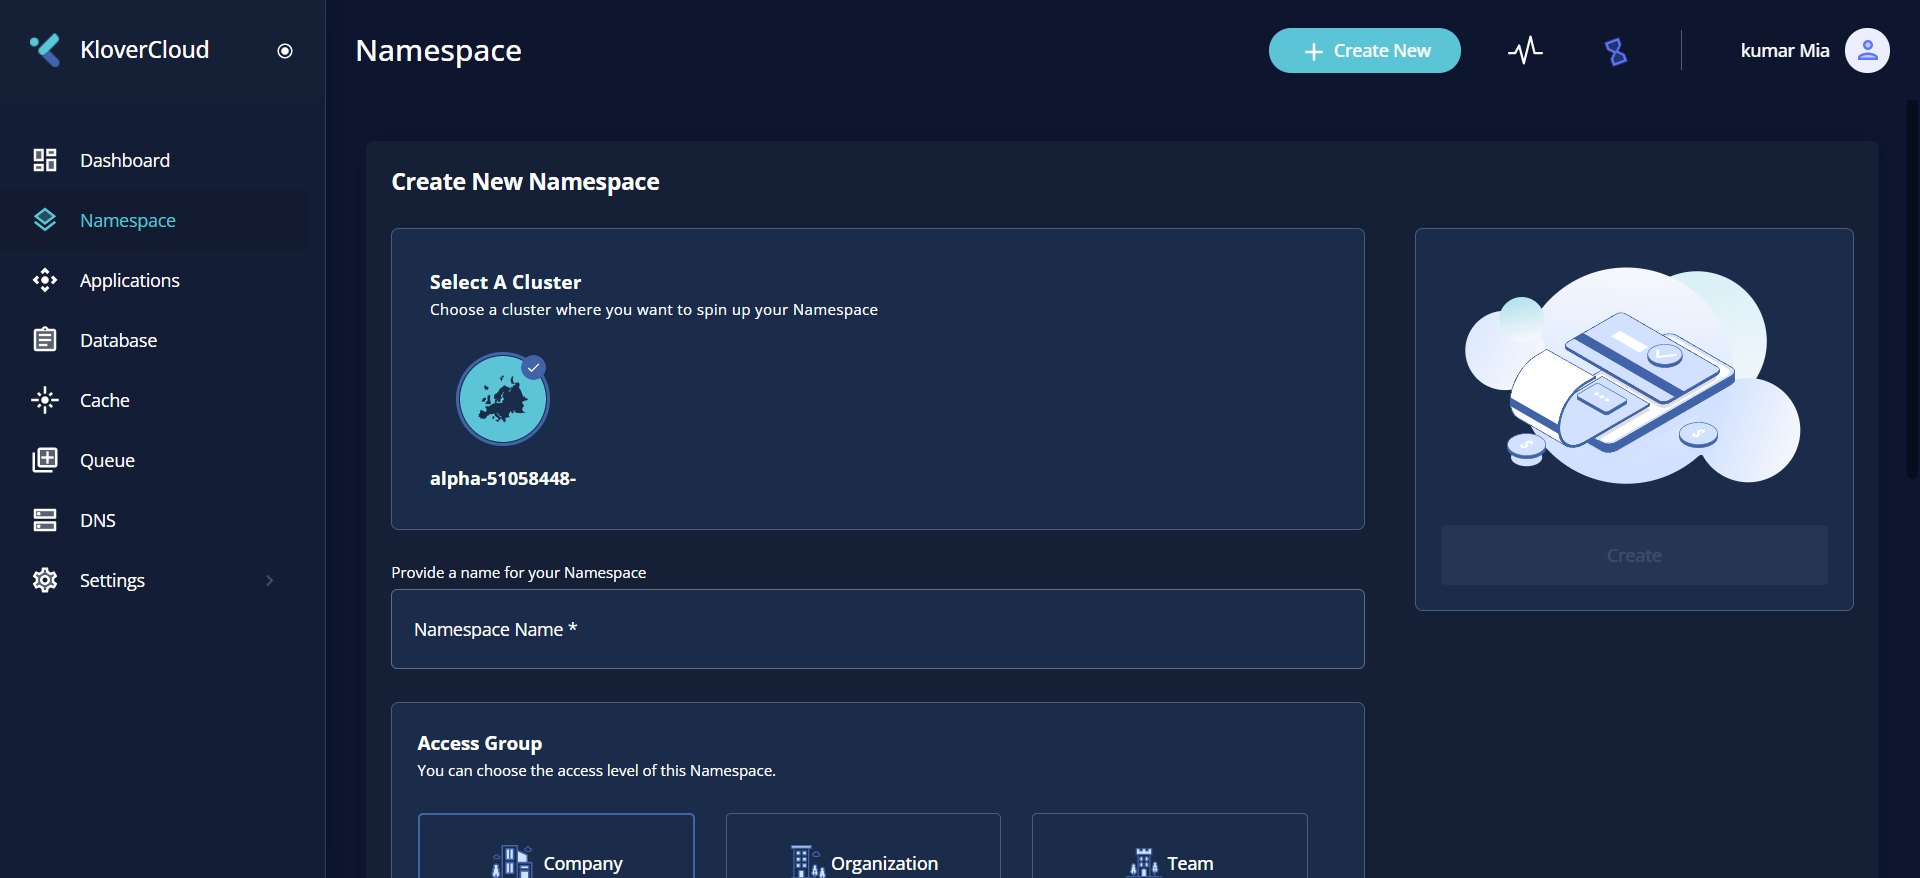 KloverCloud
Namespace
Create New
kumar Mia
Dashboard
Namespace
Applications
Database
Cache
Queue
DNS
Settings
Create New Namespace
Select A Cluster
Choose a cluster where you want to spin up your Namespace
alpha-51058448-
Create
Provide a name for your Namespace
Namespace Name *
Access Group
You can choose the access level of this Namespace.
Company
Organization
Team